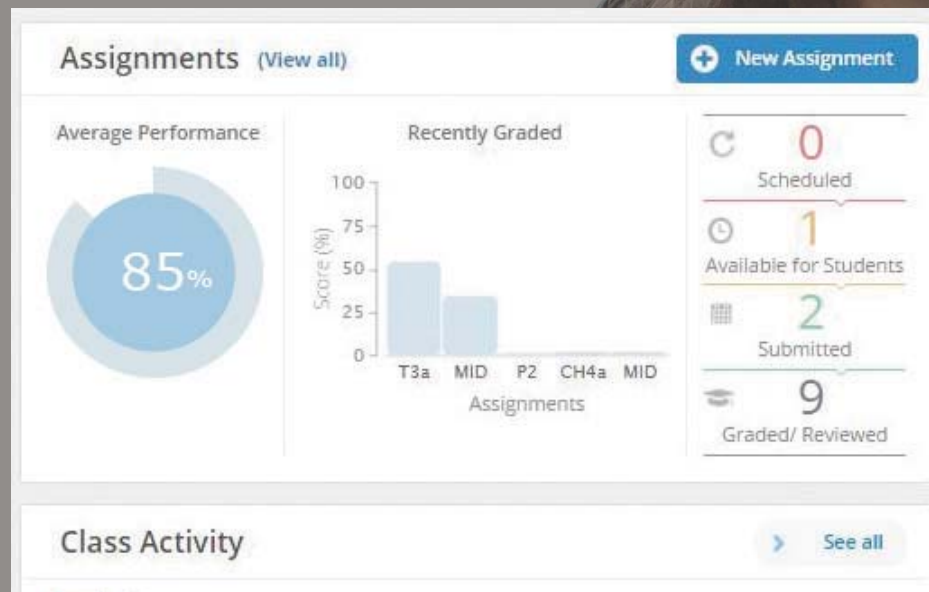 Assignments (View all)
New Assignment
Average Performance
85%
Recently Graded
100
75
50
25
0
Score (%)
T3a MID P2 CH4a MID
Assignments
0
Scheduled
1
Available for Students
2
Submitted
9
Graded/ Reviewed
Class Activity
See all